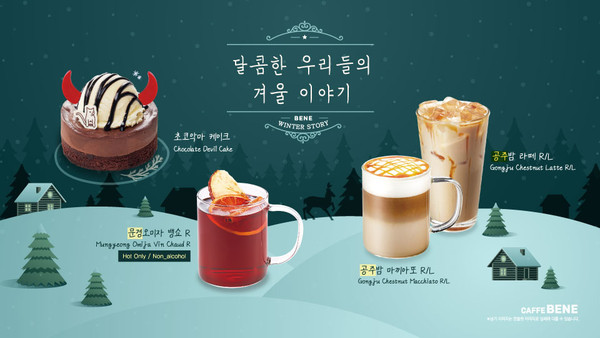 달콤한 우리들의
겨울 이야기
BENE
WINTER STORY
초코악마 케이크
Chocolate Devil Cake
공주밤 라떼 R/L
Gongju Chestnut Latte R/L
문경오미자 뱅쇼 R
Mungyeong Omija Vin Chaud R
Hot Only / Non_alcohol
공주밤 마끼아또 R/L
Gongju Chestnut Macchiato R/L
CAFFE BENE